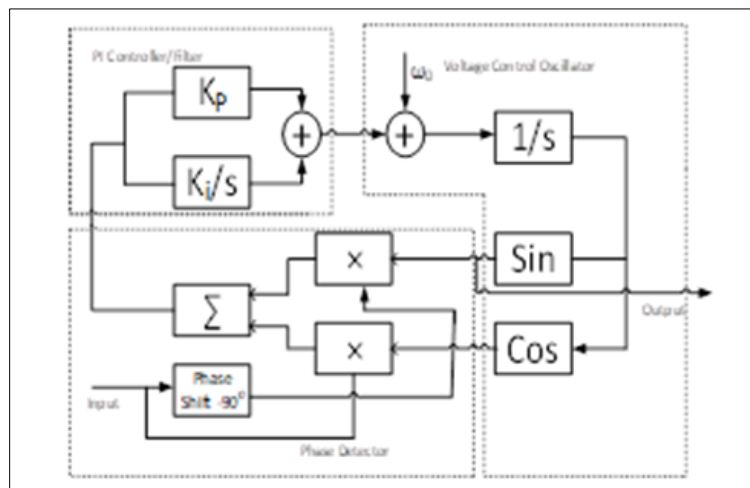 PI Controller/Filter
Voltage Control Oscillator
ω₀
Kₚ
+
+
1/s
Kᵢ/s
×
Sin
Σ
Output
×
Cos
Phase
Shift -90°
Input
Phase Detector